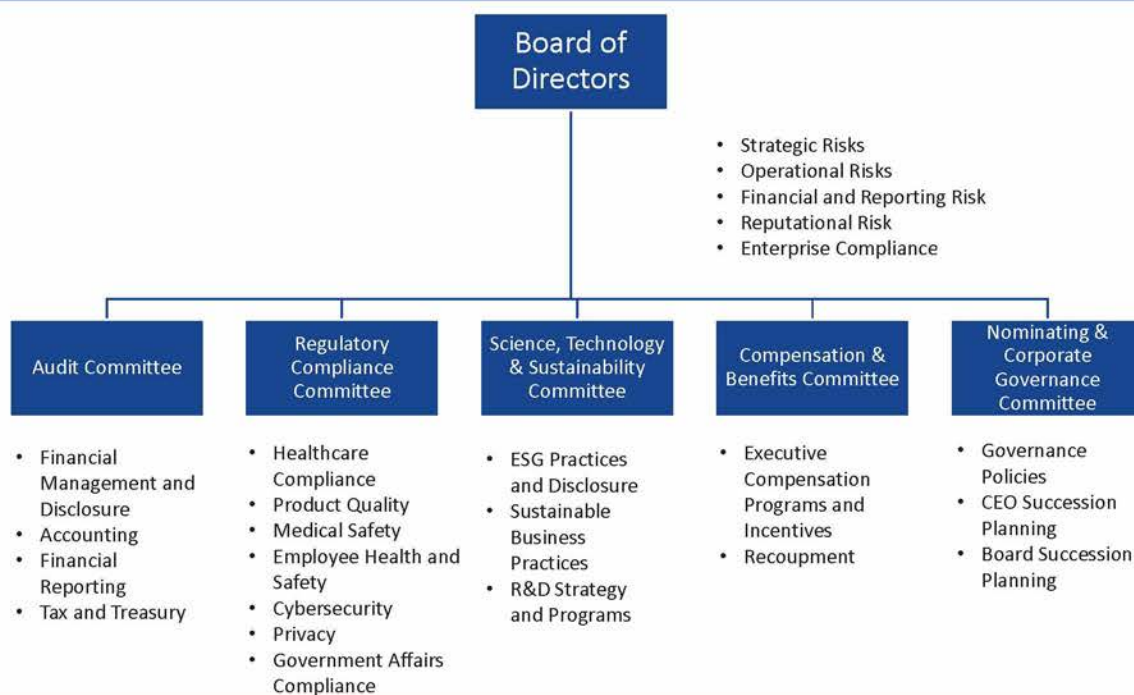 Board of
Directors
• Strategic Risks
• Operational Risks
• Financial and Reporting Risk
• Reputational Risk
• Enterprise Compliance
Audit Committee
Regulatory
Compliance
Committee
Science, Technology
& Sustainability
Committee
Compensation &
Benefits Committee
Nominating &
Corporate
Governance
Committee
• Financial
Management and
Disclosure
• Accounting
• Financial
Reporting
• Tax and Treasury
• Healthcare
Compliance
• Product Quality
• Medical Safety
• Employee Health and
Safety
• Cybersecurity
• Privacy
• Government Affairs
Compliance
• ESG Practices
and Disclosure
• Sustainable
Business
Practices
• R&D Strategy
and Programs
• Executive
Compensation
Programs and
Incentives
• Recoupment
• Governance
Policies
• CEO Succession
Planning
• Board Succession
Planning